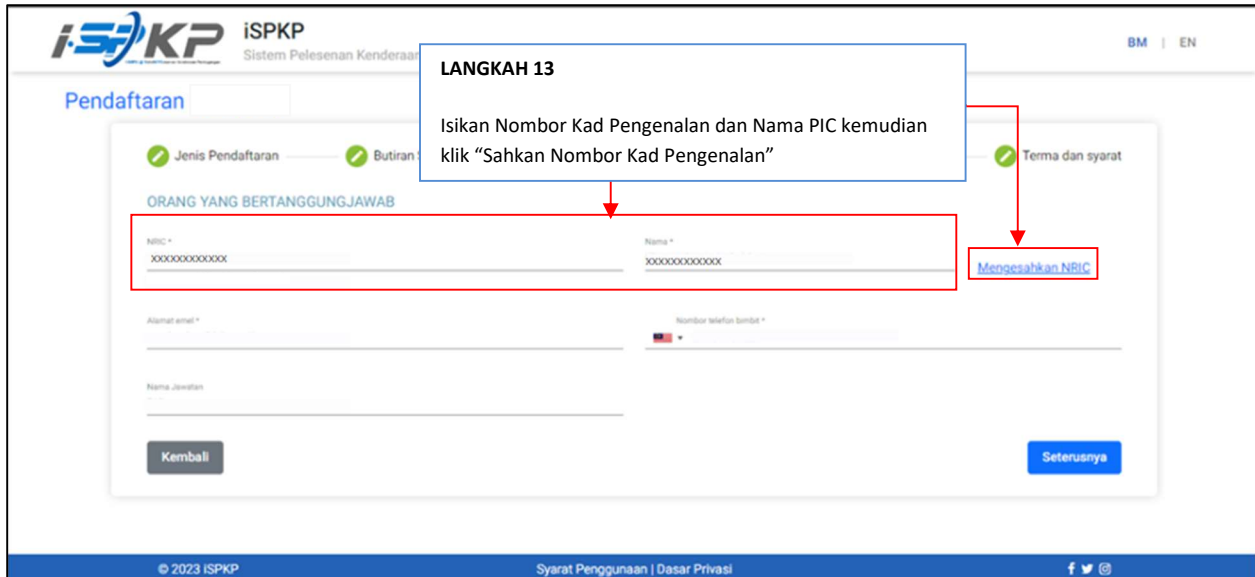 iSPKP
iSPKP
Sistem Pelesenan Kenderaan
BM | EN
LANGKAH 13
Isikan Nombor Kad Pengenalan dan Nama PIC kemudian
klik “Sahkan Nombor Kad Pengenalan”
Pendaftaran
Jenis Pendaftaran
Butiran
Terma dan syarat
ORANG YANG BERTANGGUNGJAWAB
NRIC *
Nama *
XXXXXXXXXXXX
XXXXXXXXXXXX
Mengesahkan NRIC
Alamat emel *
Nombor telefon bimbit *
Nama Jawatan
Kembali
Seterusnya
© 2023 iSPKP
Syarat Penggunaan | Dasar Privasi